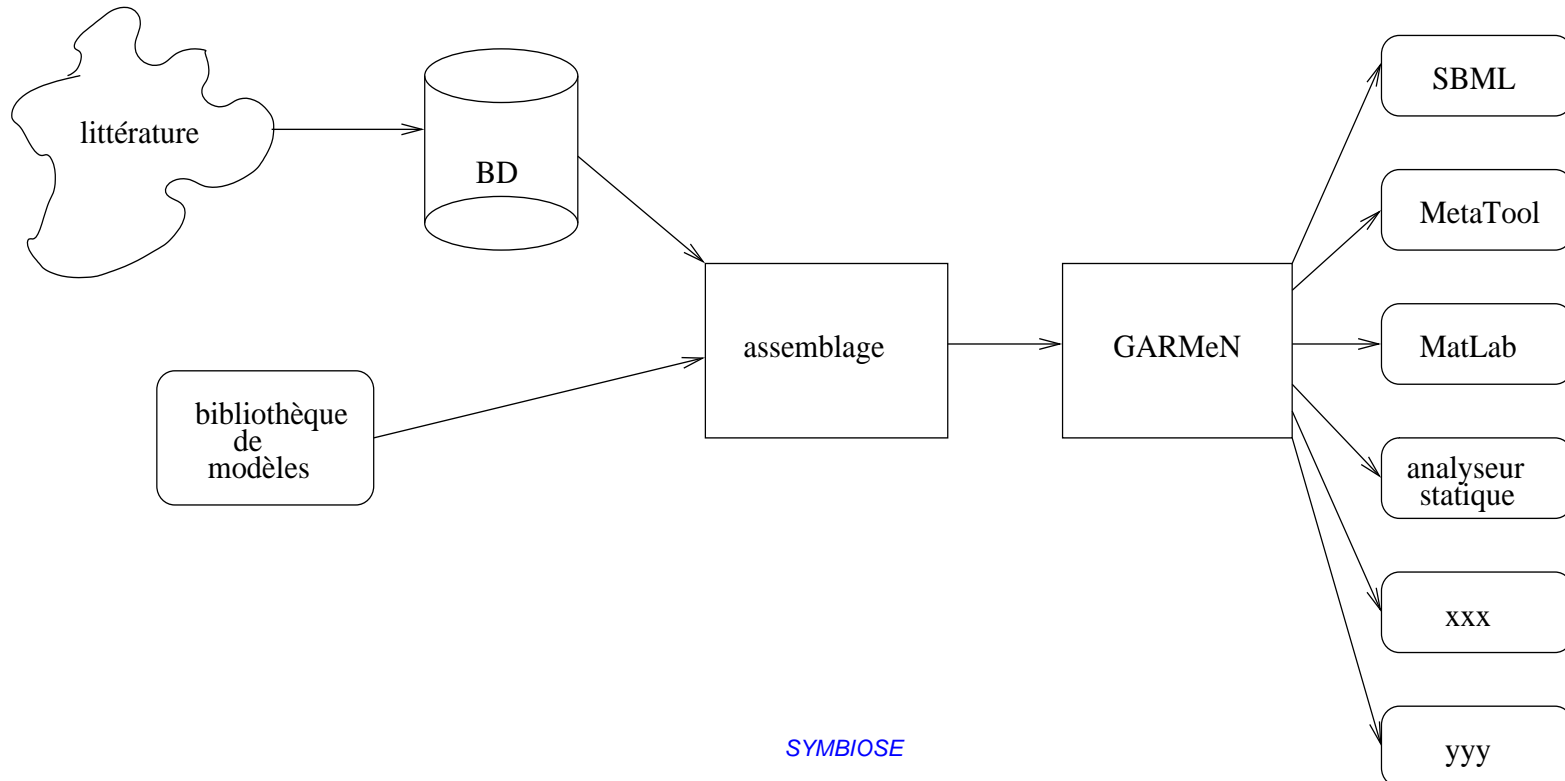 littérature
BD
bibliothèque
de
modèles
assemblage
GARMeN
SBML
MetaTool
MatLab
analyseur
statique
xxx
yyy
SYMBIOSE